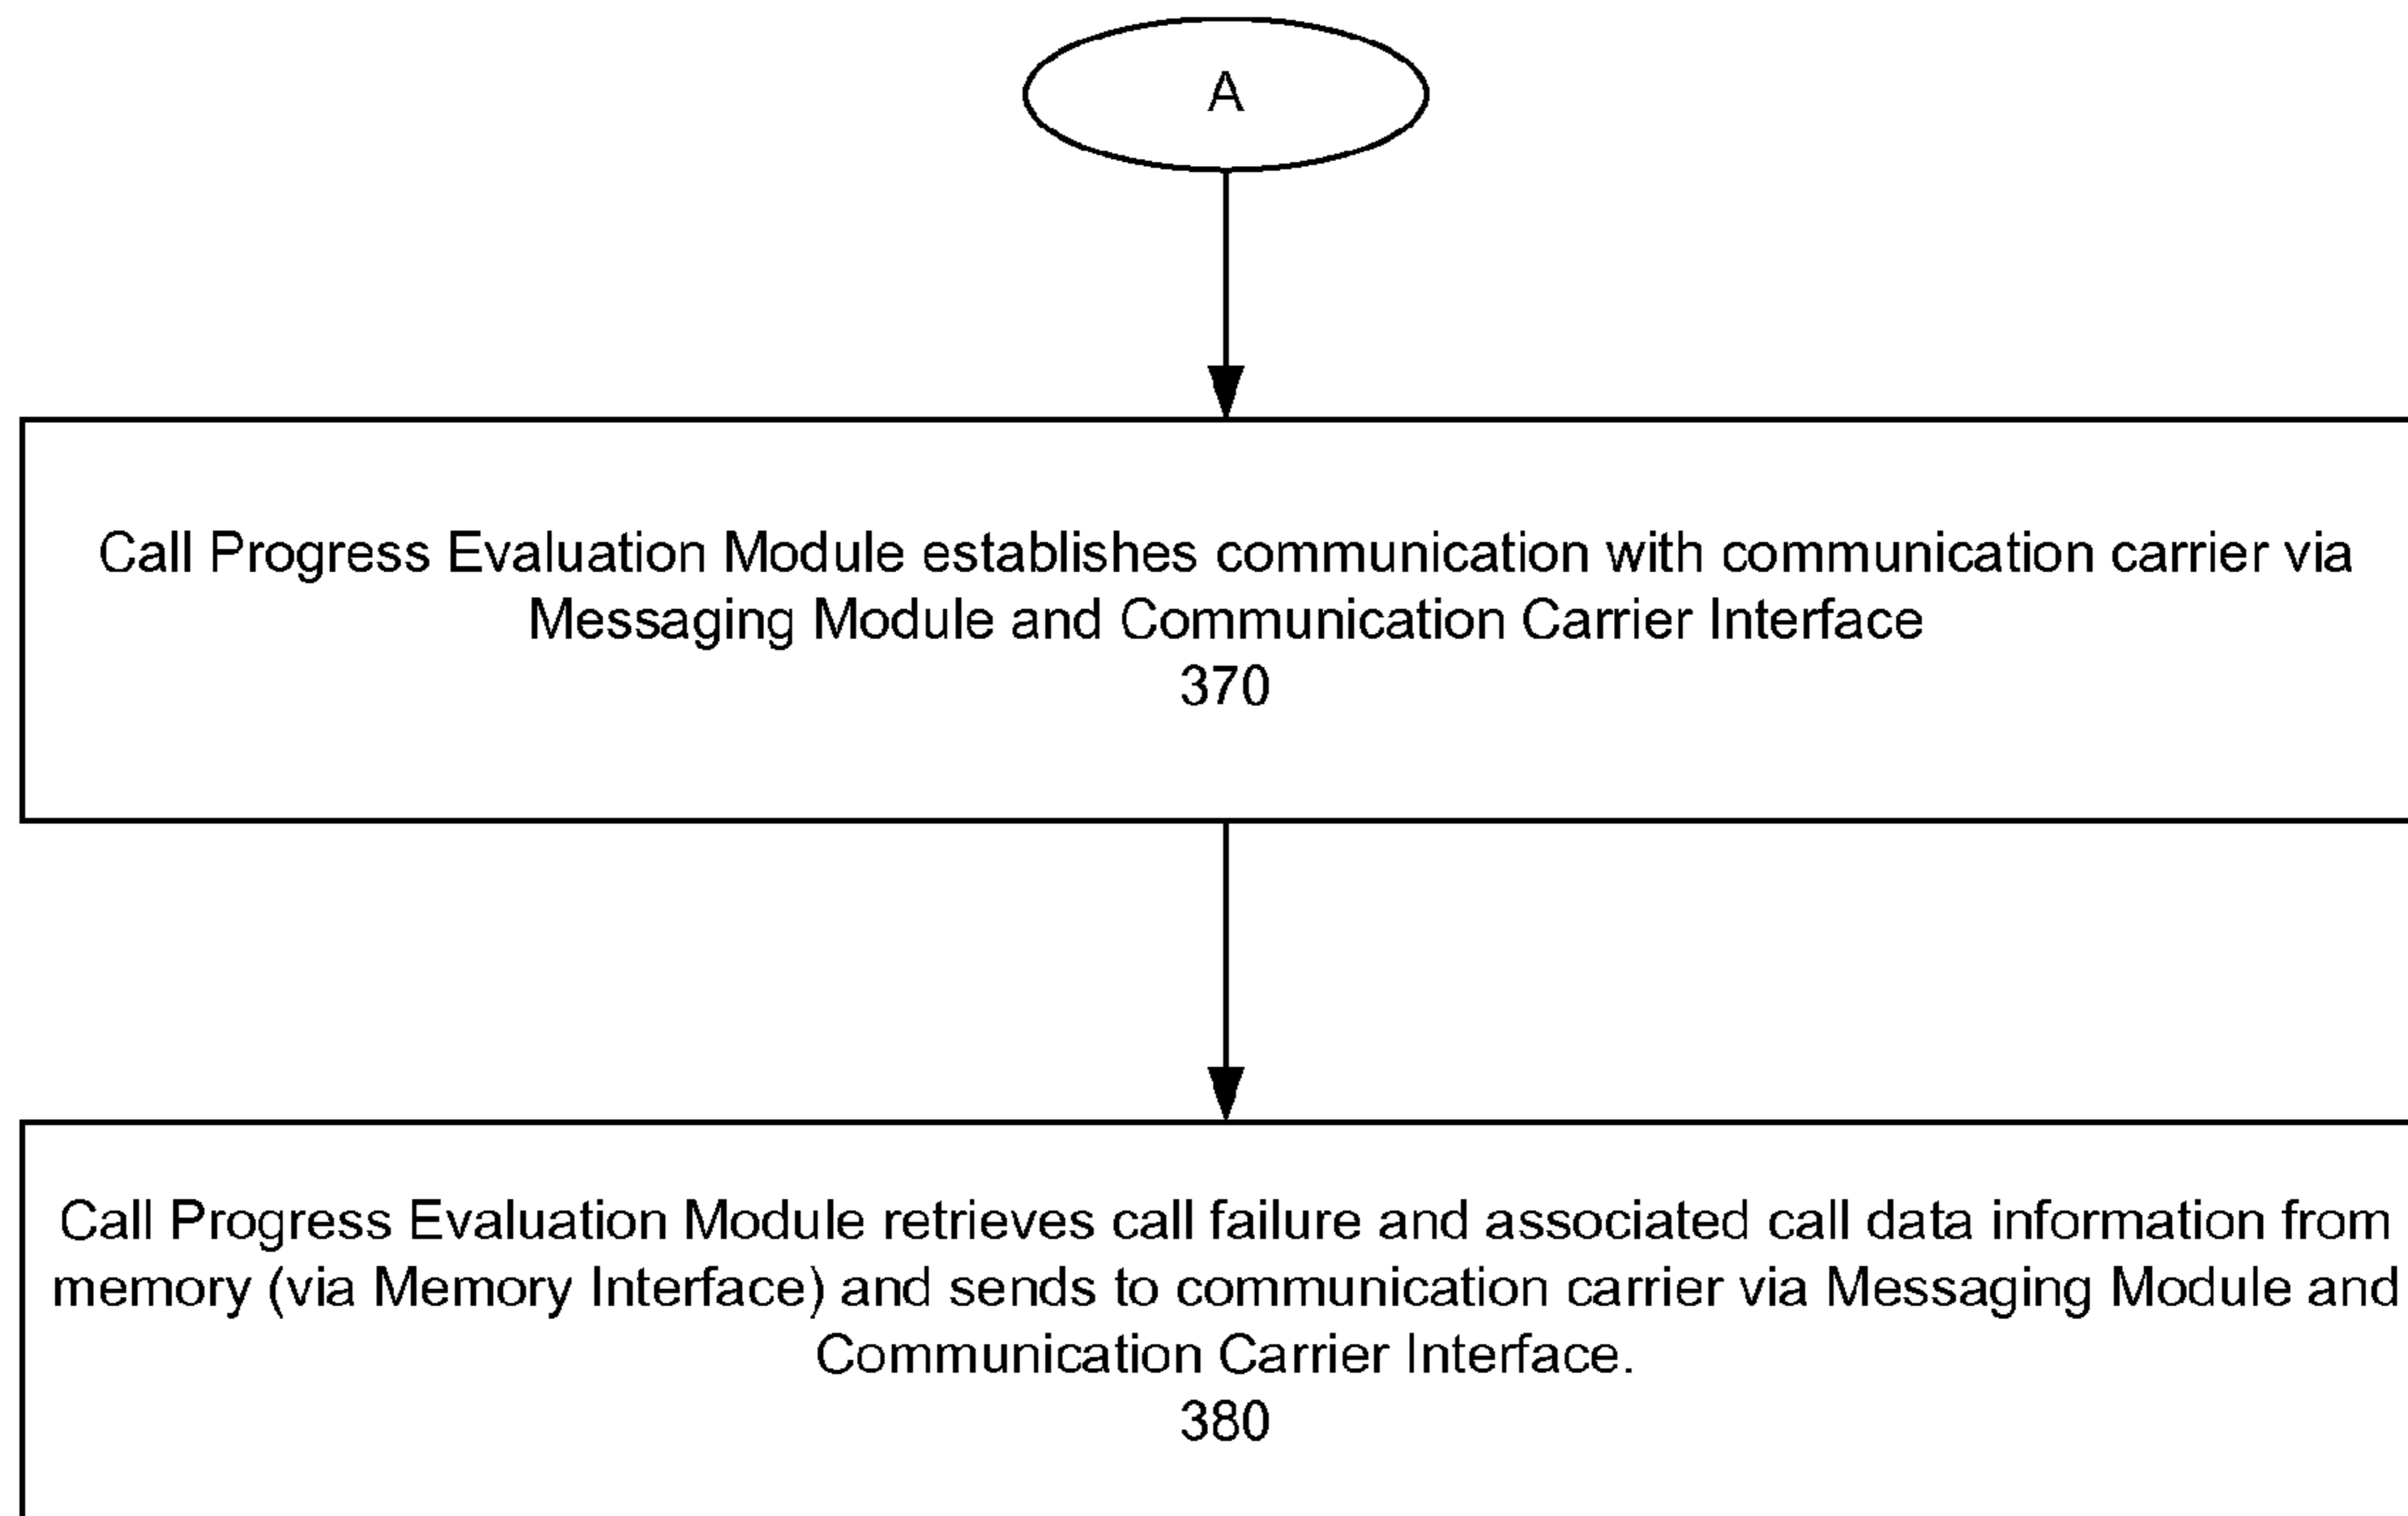 A
Call Progress Evaluation Module establishes communication with communication carrier via
Messaging Module and Communication Carrier Interface
370
Call Progress Evaluation Module retrieves call failure and associated call data information from
memory (via Memory Interface) and sends to communication carrier via Messaging Module and
Communication Carrier Interface.
380